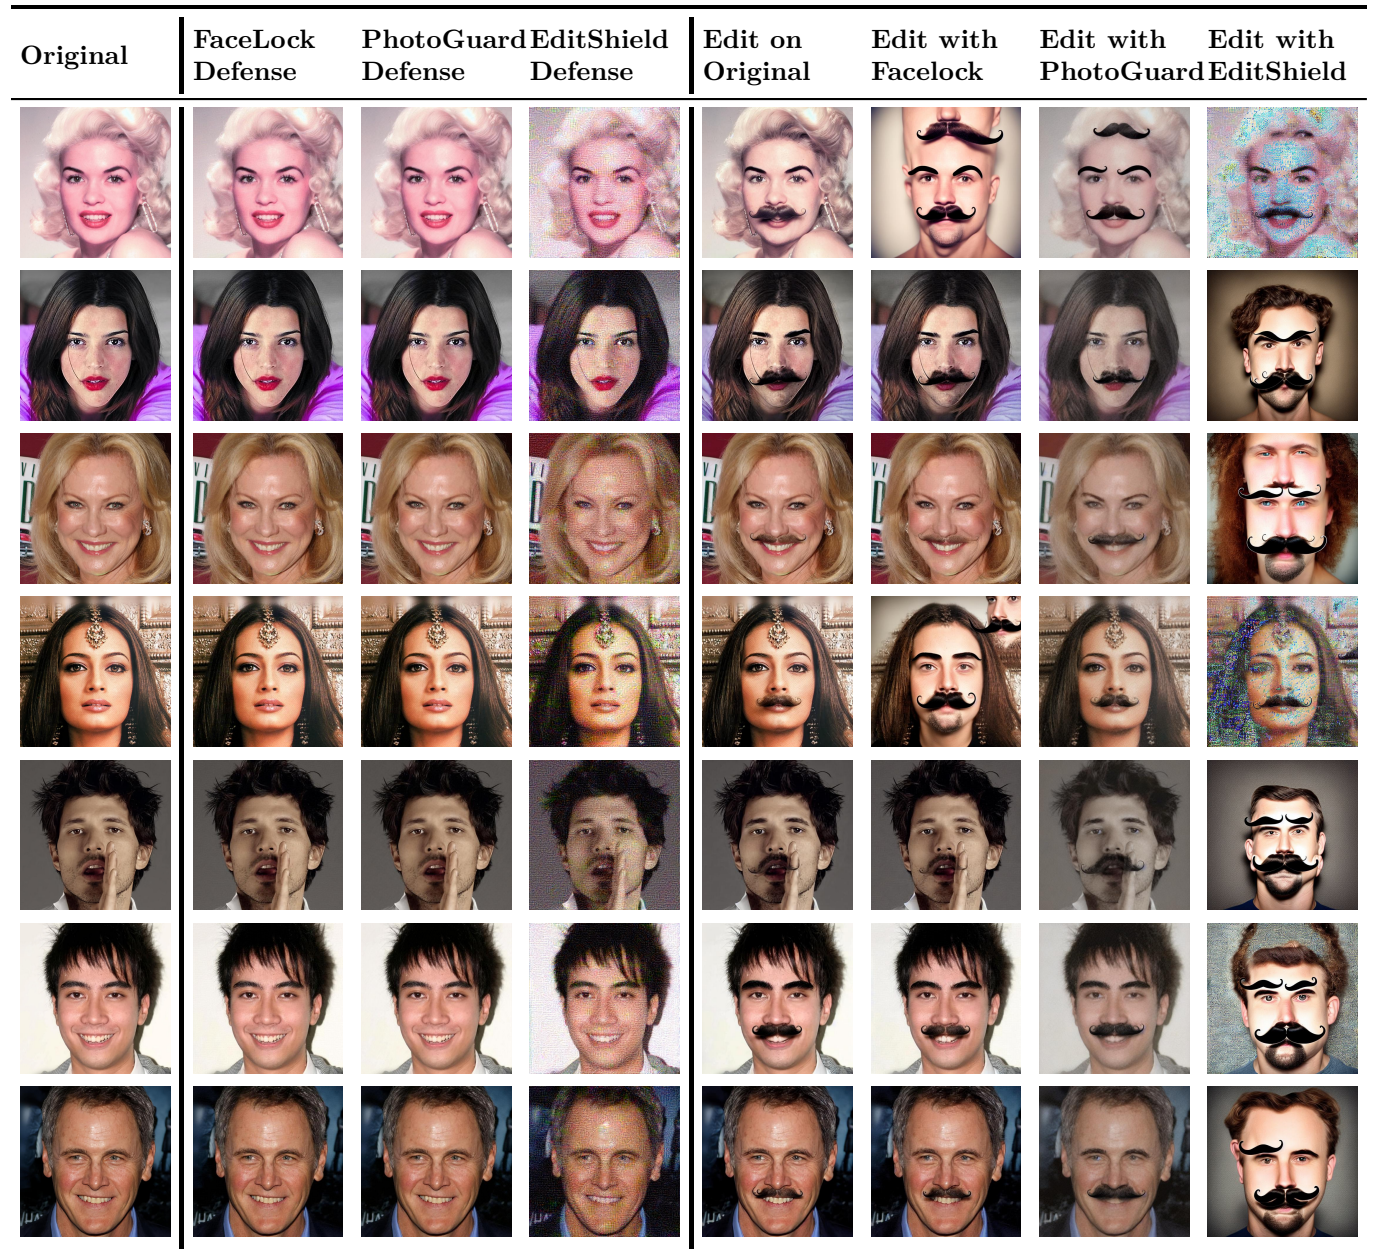 Original
FaceLock Defense
PhotoGuard Defense
EditShield Defense
Edit on Original
Edit with Facelock
Edit with PhotoGuard
Edit with EditShield